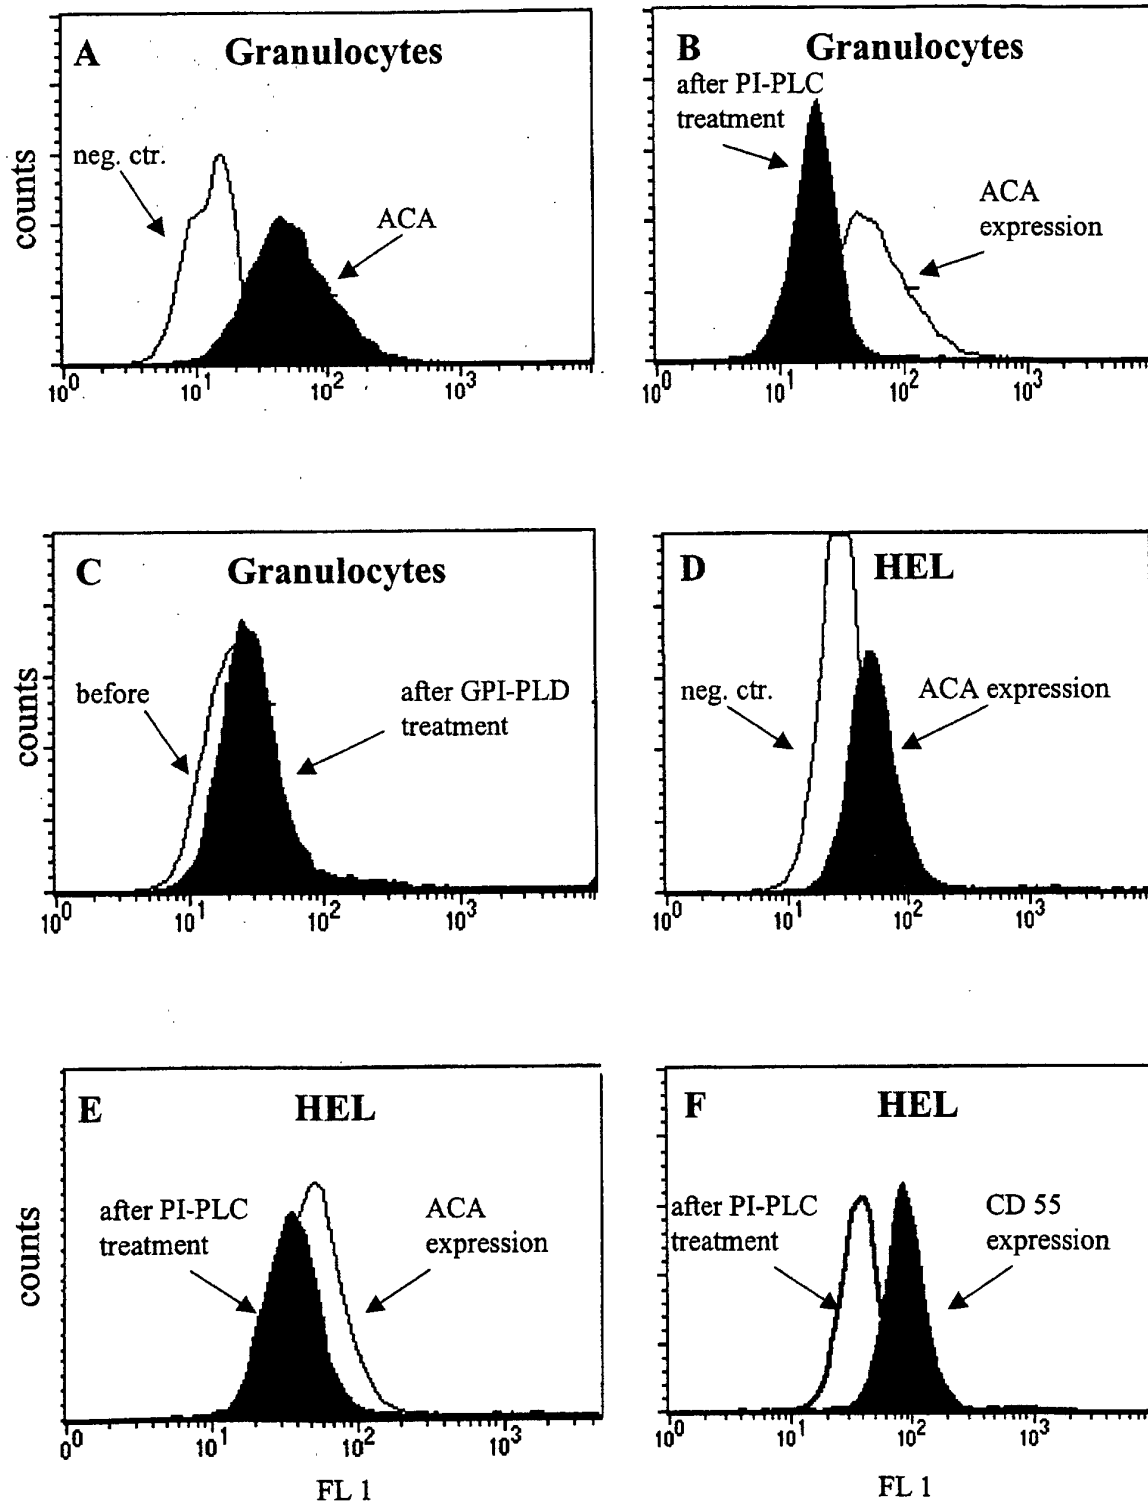 A Granulocytes
counts
neg. ctr.
ACA
10^0 10^1 10^2 10^3
B Granulocytes
after PI-PLC
treatment
ACA
expression
10^0 10^1 10^2 10^3
C Granulocytes
counts
before
after GPI-PLD
treatment
10^0 10^1 10^2 10^3
D HEL
neg. ctr.
ACA expression
10^0 10^1 10^2 10^3
E HEL
counts
after PI-PLC
treatment
ACA
expression
0^0 10^1 10^2 10^3
FL 1
F HEL
after PI-PLC
treatment
CD 55
expression
10^0 10^1 10^2 10^3
FL 1